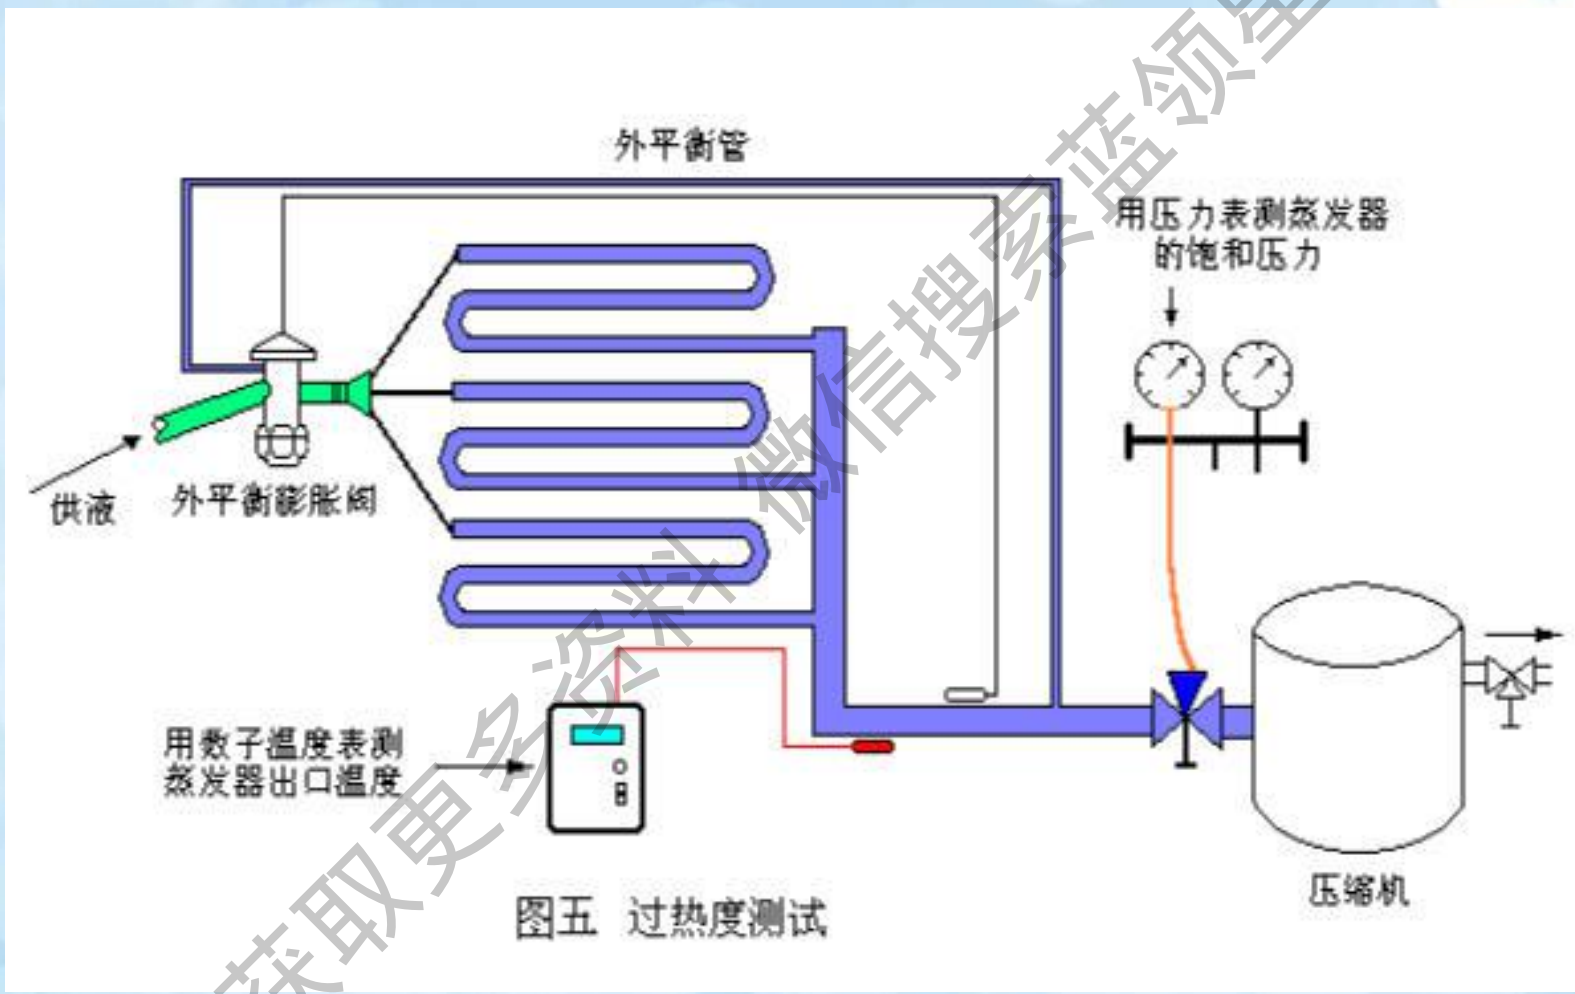 外平衡管
用压力表测蒸发器
的饱和压力
供液
外平衡膨胀阀
用数子温度表测
蒸发器出口温度
压缩机
图五 过热度测试
获取更多资料 微信搜索蓝领星